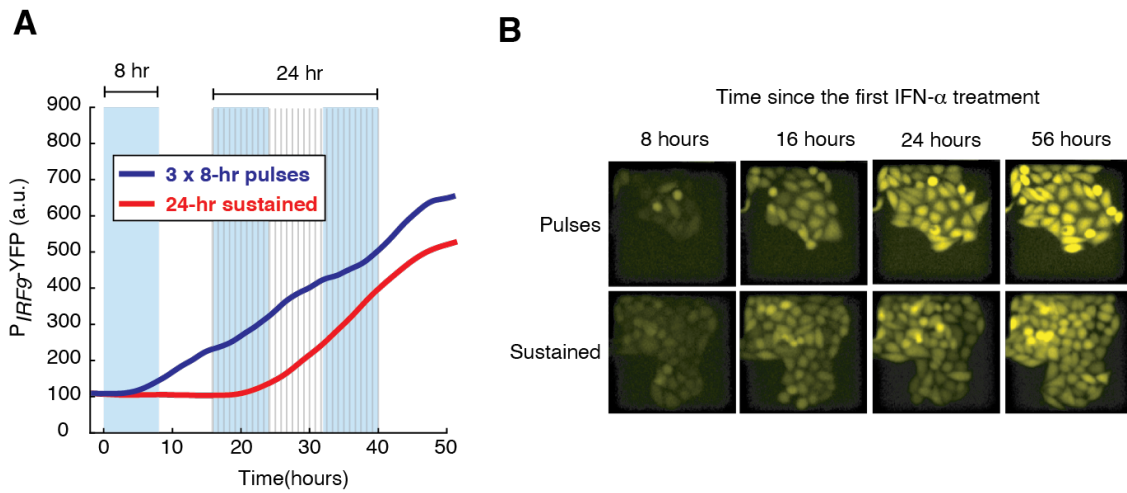 A
8 hr
24 hr
900
800
700
600
500
400
300
200
100
0
P IRF9-YFP (a.u.)
3 x 8-hr pulses
24-hr sustained
0 10 20 30 40 50
Time(hours)
B
Time since the first IFN-α treatment
8 hours 16 hours 24 hours 56 hours
Pulses
Sustained